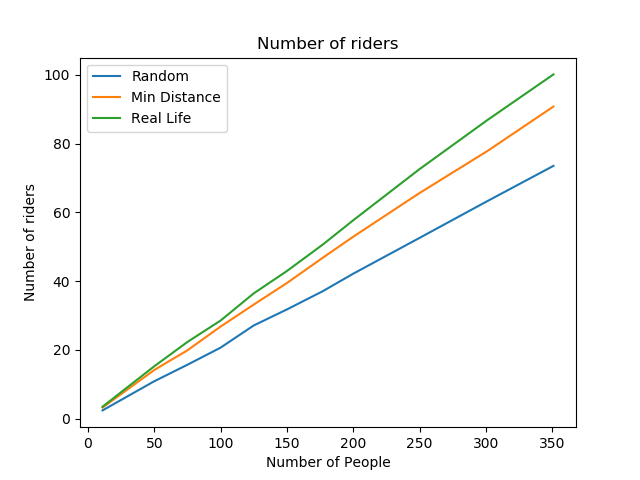 Number of riders
Random
Min Distance
Real Life
100
80
60
40
20
0
Number of riders
0 50 100 150 200 250 300 350
Number of People